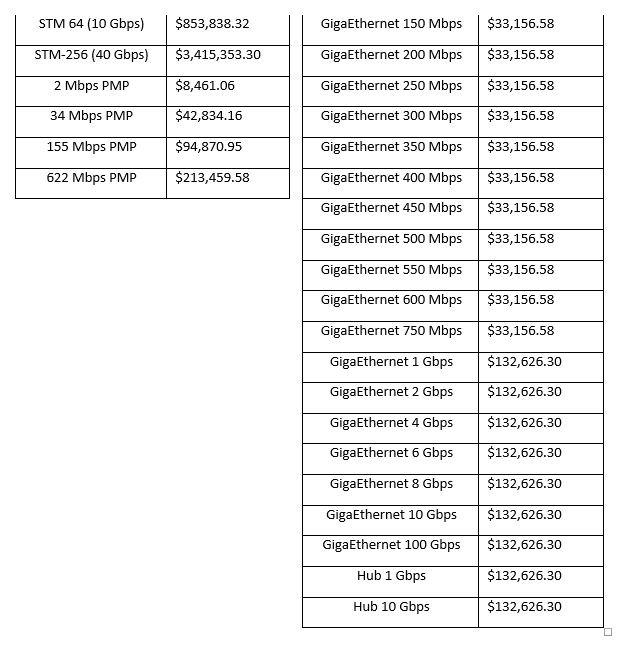 STM 64 (10 Gbps) $853,838.32
STM-256 (40 Gbps) $3,415,353.30
2 Mbps PMP $8,461.06
34 Mbps PMP $42,834.16
155 Mbps PMP $94,870.95
622 Mbps PMP $213,459.58
GigaEthernet 150 Mbps $33,156.58
GigaEthernet 200 Mbps $33,156.58
GigaEthernet 250 Mbps $33,156.58
GigaEthernet 300 Mbps $33,156.58
GigaEthernet 350 Mbps $33,156.58
GigaEthernet 400 Mbps $33,156.58
GigaEthernet 450 Mbps $33,156.58
GigaEthernet 500 Mbps $33,156.58
GigaEthernet 550 Mbps $33,156.58
GigaEthernet 600 Mbps $33,156.58
GigaEthernet 750 Mbps $33,156.58
GigaEthernet 1 Gbps $132,626.30
GigaEthernet 2 Gbps $132,626.30
GigaEthernet 4 Gbps $132,626.30
GigaEthernet 6 Gbps $132,626.30
GigaEthernet 8 Gbps $132,626.30
GigaEthernet 10 Gbps $132,626.30
GigaEthernet 100 Gbps $132,626.30
Hub 1 Gbps $132,626.30
Hub 10 Gbps $132,626.30